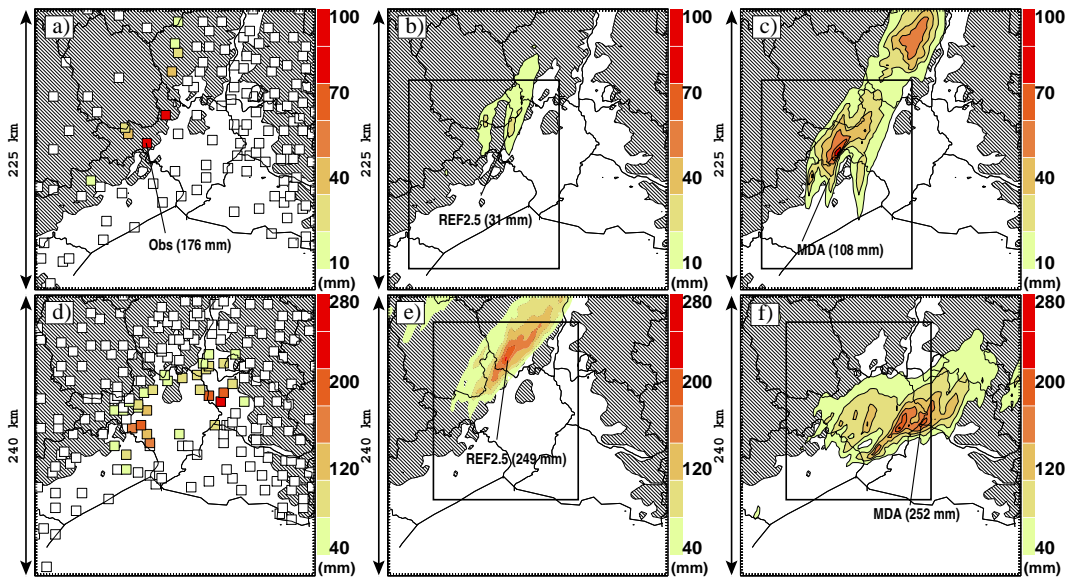 a)
225 km
Obs (176 mm)
100
70
40
10
(mm)
b)
225 km
REF2.5 (31 mm)
100
70
40
10
(mm)
c)
225 km
MDA (108 mm)
100
70
40
10
(mm)
d)
240 km
280
200
120
40
(mm)
e)
240 km
REF2.5 (249 mm)
280
200
120
40
(mm)
f)
240 km
MDA (252 mm)
280
200
120
40
(mm)